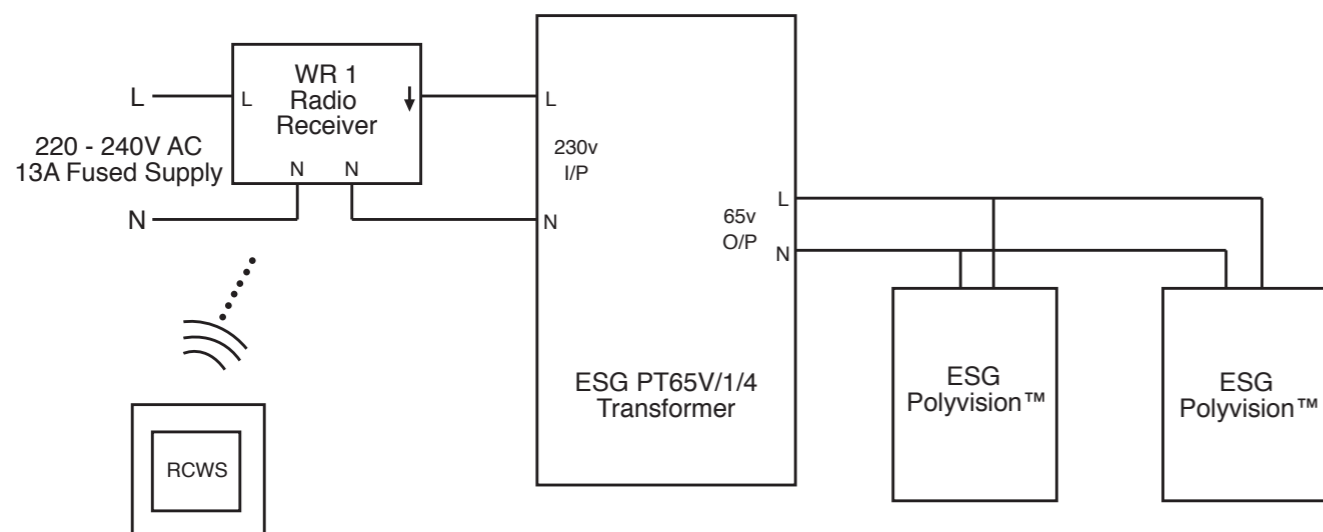 WR 1
Radio
Receiver
L
L
N
N
220 - 240V AC
13A Fused Supply
N
L
230v
I/P
N
65v
O/P
L
N
ESG PT65V/1/4
Transformer
ESG
Polyvision™
ESG
Polyvision™
RCWS